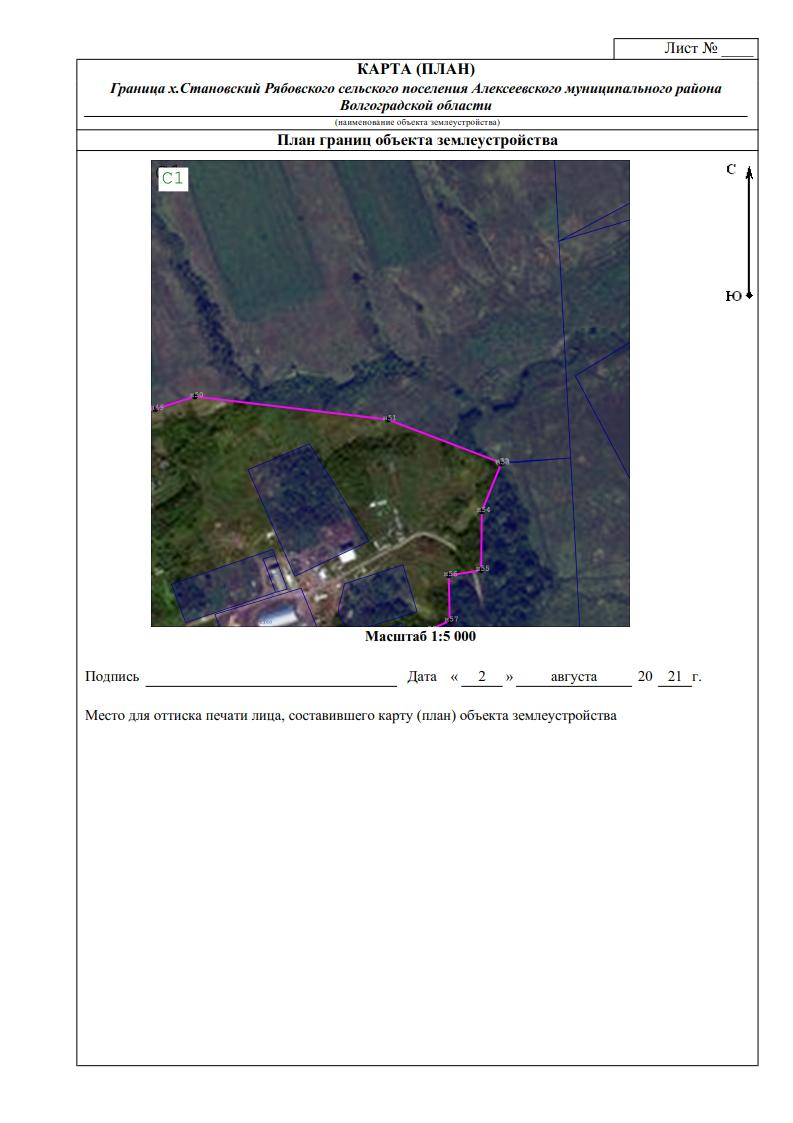 Лист № ____
КАРТА (ПЛАН)
Граница х.Становский Рябовского сельского поселения Алексеевского муниципального района
Волгоградской области
(наименование объекта землеустройства)
План границ объекта землеустройства
С1
С
Ю
н50
н51
н54
н55
н56
н57
Масштаб 1:5 000
Подпись Дата « 2 » августа 20 21 г.
Место для оттиска печати лица, составившего карту (план) объекта землеустройства